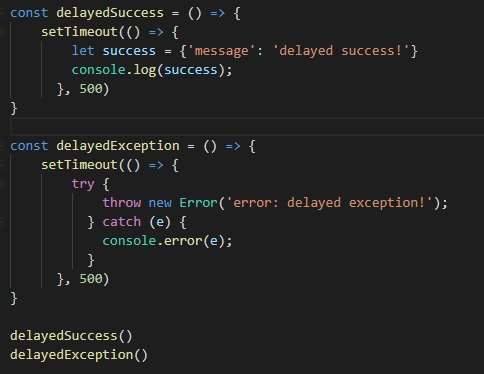 const delayedSuccess = () => {
    setTimeout(() => {
        let success = {'message': 'delayed success!'}
        console.log(success);
      }, 500)
}

const delayedException = () => {
    setTimeout(() => {
        try {
            throw new Error('error: delayed exception!');
          } catch (e) {
            console.error(e);
          }
      }, 500)
}

delayedSuccess()
delayedException()